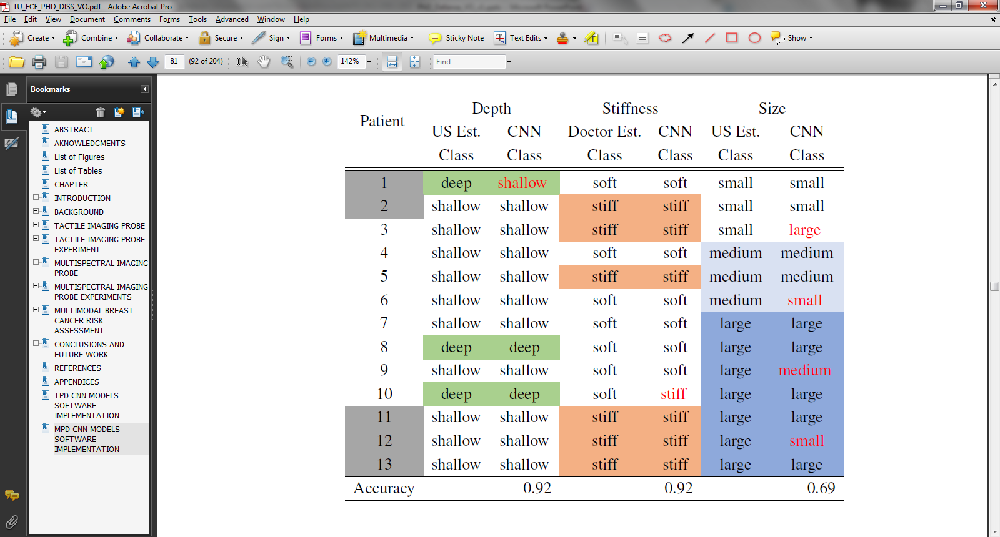 TU_ECE_PHD_DISS_VO.pdf - Adobe Acrobat Pro
File Edit View Document Comments Forms Tools Advanced Window Help
Create Combine Collaborate Secure Sign Forms Multimedia Sticky Note Text Edits Show
81 (92 of 204) 142% Find
Bookmarks
ABSTRACT
AKNOWLEDGMENTS
List of Figures
List of Tables
CHAPTER
INTRODUCTION
BACKGROUND
TACTILE IMAGING PROBE
TACTILE IMAGING PROBE
EXPERIMENT
MULTISPECTRAL IMAGING
PROBE
MULTISPECTRAL IMAGING
PROBE EXPERIMENTS
MULTIMODAL BREAST
CANCER RISK
ASSESSMENT
CONCLUSIONS AND
FUTURE WORK
REFERENCES
APPENDICES
TPD CNN MODELS
SOFTWARE
IMPLEMENTATION
MPD CNN MODELS
SOFTWARE
IMPLEMENTATION
Depth Stiffness Size
Patient
US Est. CNN Doctor Est. CNN US Est. CNN
Class Class Class Class Class Class
1 deep shallow soft soft small small
2 shallow shallow stiff stiff small small
3 shallow shallow stiff stiff small large
4 shallow shallow soft soft medium medium
5 shallow shallow stiff stiff medium medium
6 shallow shallow soft soft medium small
7 shallow shallow soft soft large large
8 deep deep soft soft large large
9 shallow shallow soft soft large medium
10 deep deep soft stiff large large
11 shallow shallow stiff stiff large large
12 shallow shallow stiff stiff large small
13 shallow shallow stiff stiff large large
Accuracy 0.92 0.92 0.69